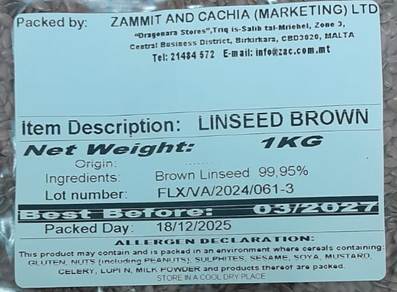 Packed by: ZAMMIT AND CACHIA (MARKETING) LTD
"Dragonara Stores", Triq is-Salib tal-Mriehel, Zone 3,
Central Business District, Birkirkara, CBD3020, MALTA
Tel: 21484 572 E-mail: info@zac.com.mt
Item Description: LINSEED BROWN
Net Weight: 1KG
Origin:
Ingredients: Brown Linseed 99,95%
Lot number: FLX/VA/2024/061-3
Best Before: 03/2027
Packed Day: 18/12/2025
ALLERGEN DECLARATION:
This product may contain and is packed in an environment where cereals containing:
GLUTEN, NUTS (including PEANUTS), SULPHITES, SESAME, SOYA, MUSTARD,
CELERY, LUPIN, MILK POWDER and products thereof are packed.
STORE IN A COOL DRY PLACE